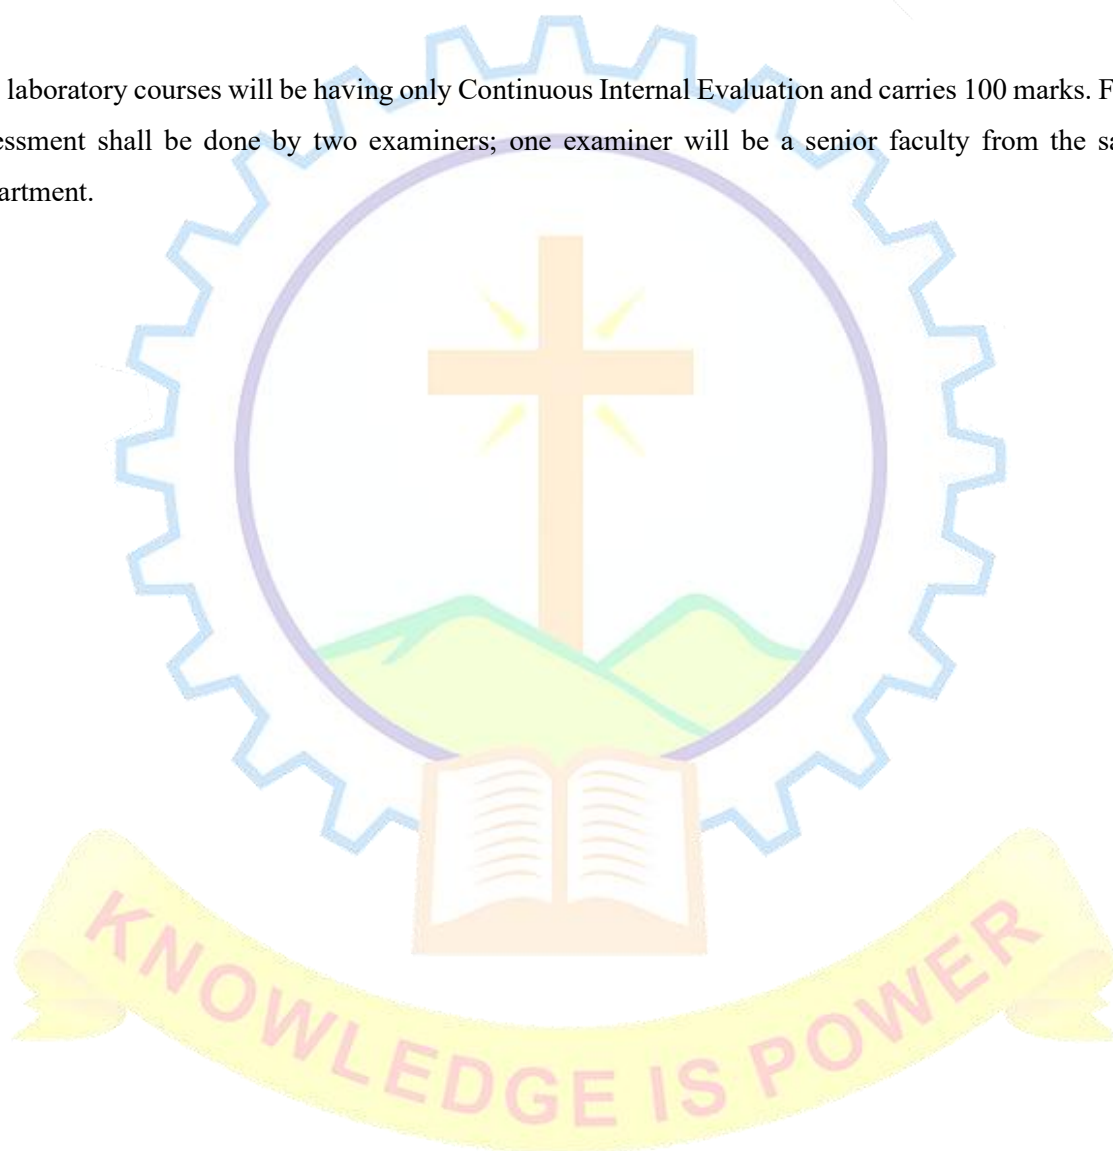 laboratory courses will be having only Continuous Internal Evaluation and carries 100 marks. F
essment shall be done by two examiners; one examiner will be a senior faculty from the sa
artment.
KNOWLEDGE IS POWER